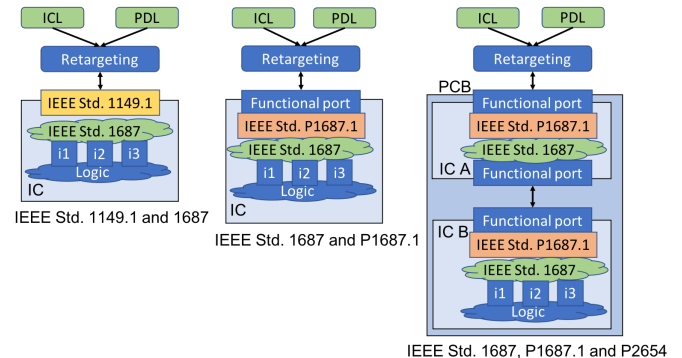 ICL PDL
Retargeting
IEEE Std. 1149.1
IEEE Std. 1687
i1 i2 i3
Logic
IC
IEEE Std. 1149.1 and 1687
ICL PDL
Retargeting
Functional port
IEEE Std. P1687.1
IEEE Std. 1687
i1 i2 i3
Logic
IC
IEEE Std. 1687 and P1687.1
ICL PDL
Retargeting
PCB
Functional port
IEEE Std. P1687.1
IEEE Std. 1687
IC A
Functional port
Functional port
IC B
IEEE Std. P1687.1
IEEE Std. 1687
i1 i2 i3
Logic
IEEE Std. 1687, P1687.1 and P2654